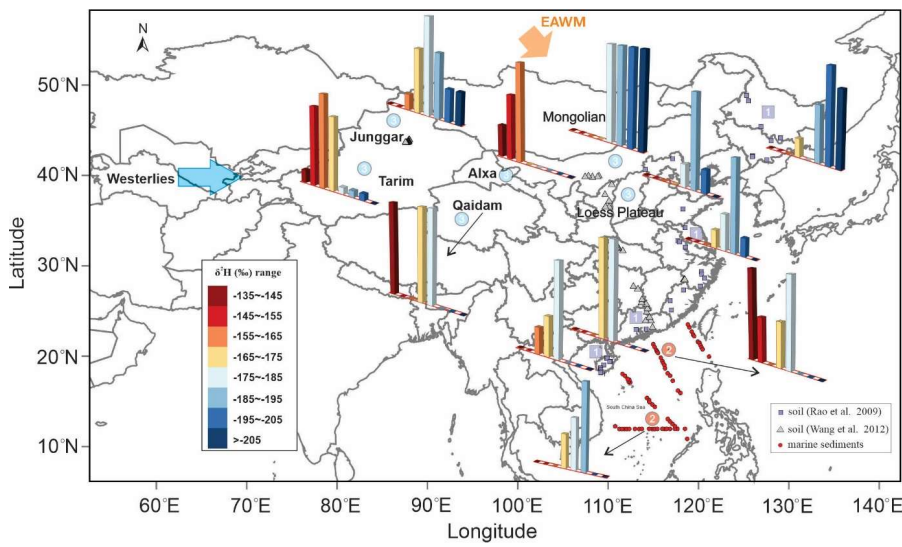 EAWM
N
50°N
Mongolian
1
Junggar
40°N
Westerlies
Tarim
Alxa
Loess Plateau
Qaidam
Latitude
30°N
δ²H (‰) range
-135~-145
-145~-155
-155~-165
-165~-175
-175~-185
-185~-195
-195~-205
>-205
1
1
2
20°N
South China Sea
2
soil (Rao et al. 2009)
soil (Wang et al. 2012)
marine sediments
10°N
60°E 70°E 80°E 90°E 100°E 110°E 120°E 130°E 140°E
Longitude